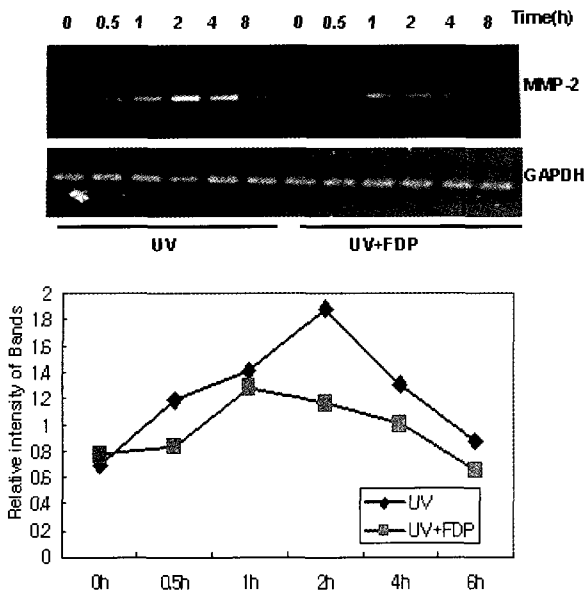 0 0.5 1 2 4 8 0 0.5 1 2 4 8 Time(h)
MMP-2
GAPDH
UV UV+FDP
Relative intensity of Bands
2
1.8
1.6
1.4
1.2
1
0.8
0.6
0.4
0.2
0
0h 0.5h 1h 2h 4h 6h
UV
UV+FDP